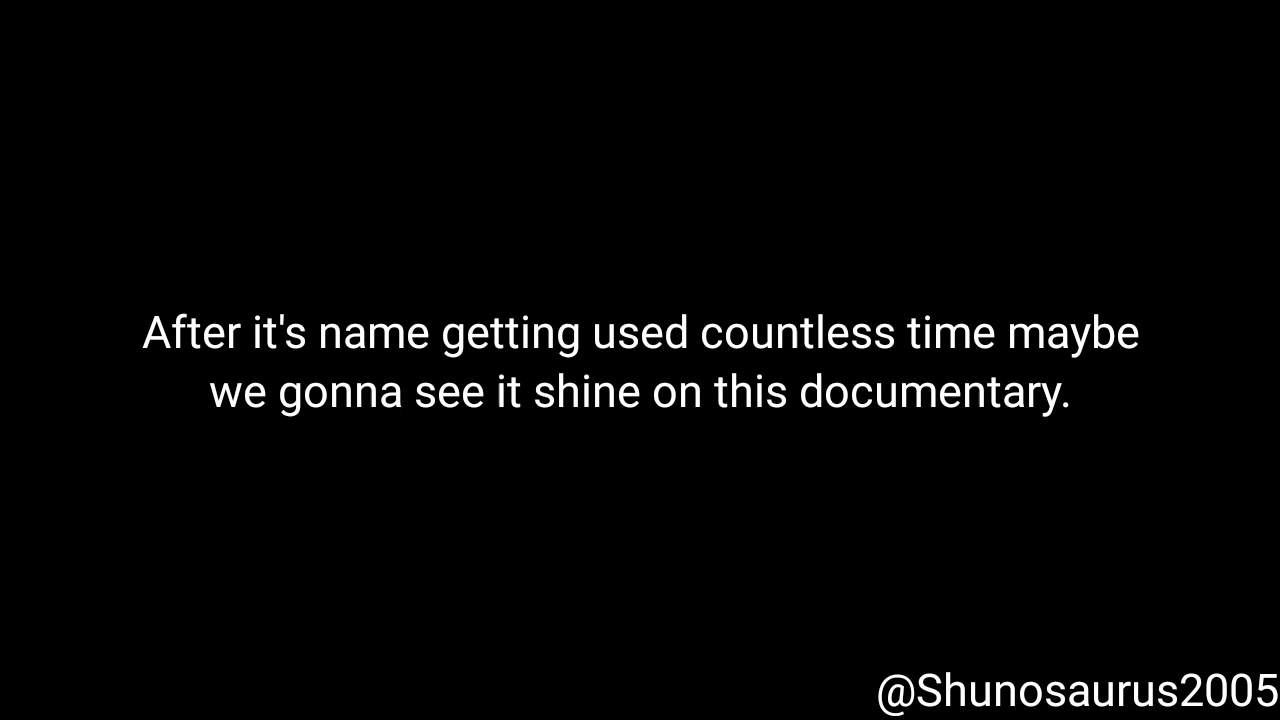 After it's name getting used countless time maybe
we gonna see it shine on this documentary.
@Shunosaurus2005